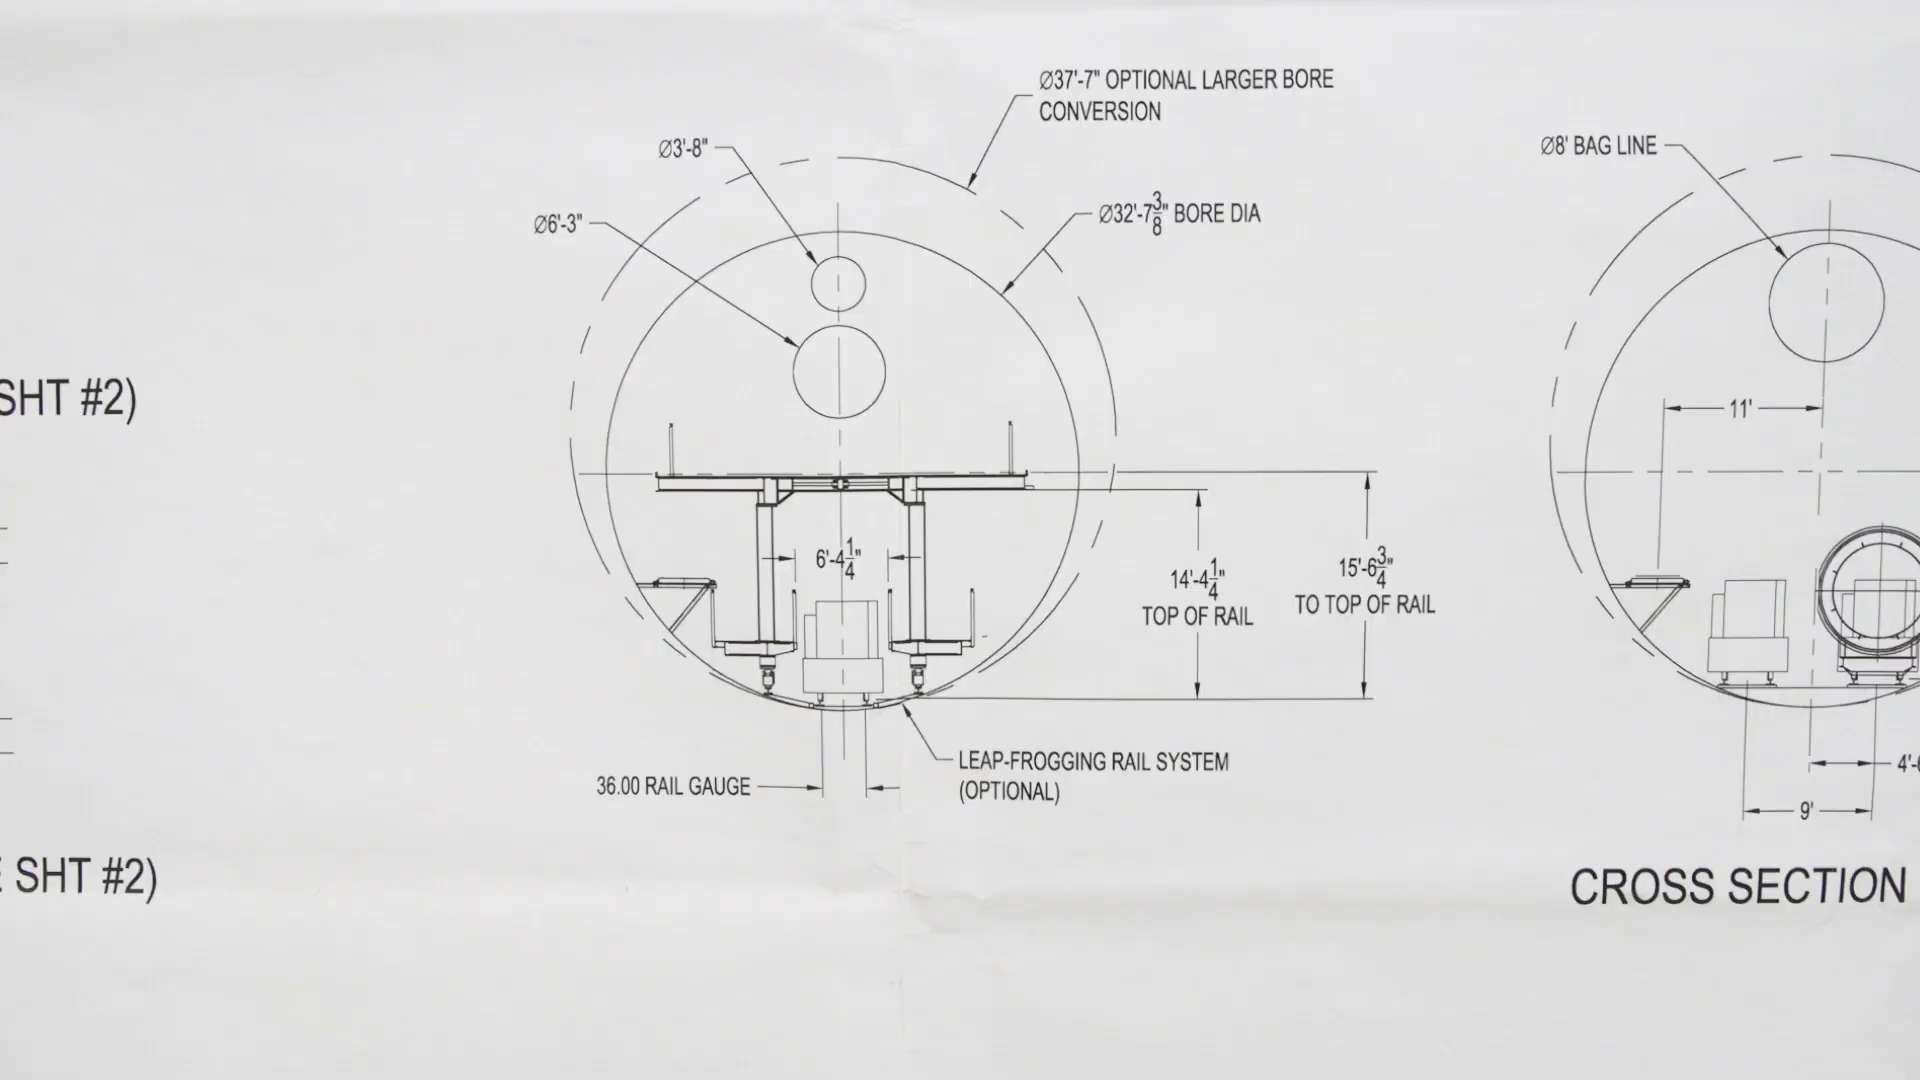 Ø37'-7" OPTIONAL LARGER BORE
CONVERSION
Ø3'-8"
Ø8' BAG LINE
Ø6'-3"
Ø32'-7 3/8" BORE DIA
SHT #2)
11'
6'-4 1/4"
14'-4 1/4"
TOP OF RAIL
15'-6 3/4"
TO TOP OF RAIL
LEAP-FROGGING RAIL SYSTEM
(OPTIONAL)
36.00 RAIL GAUGE
9'
SHT #2)
CROSS SECTION